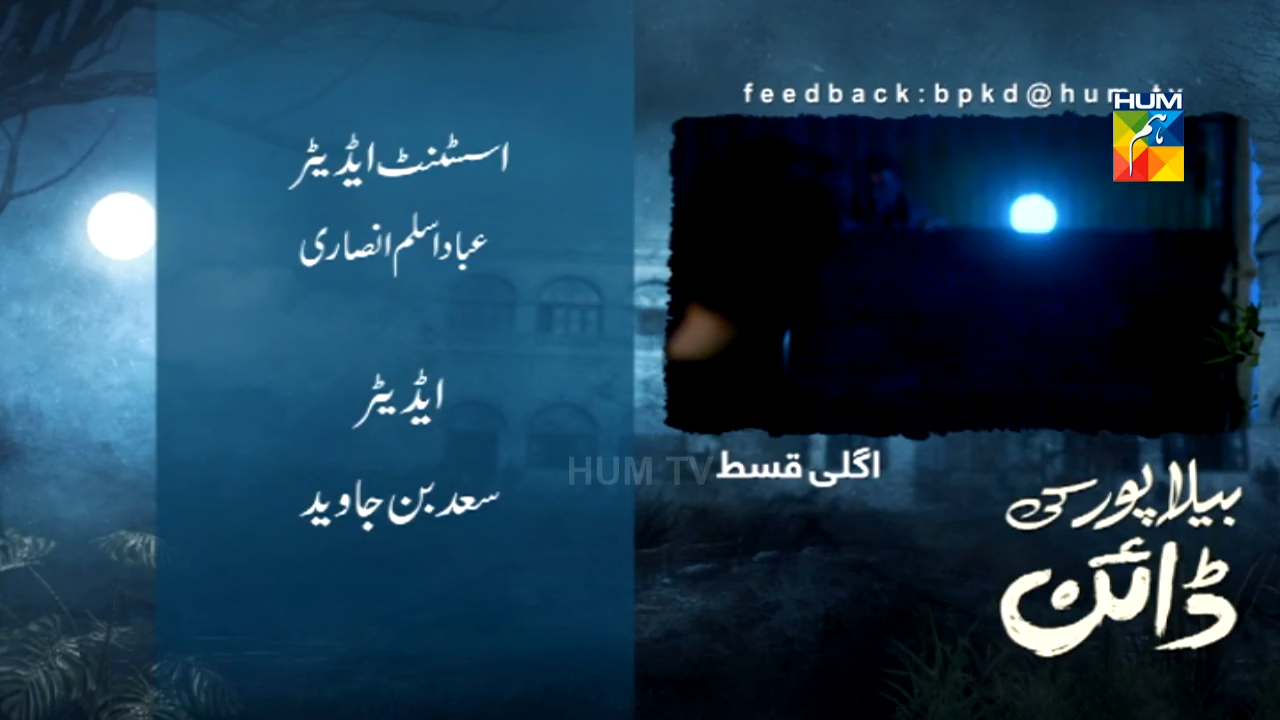 feedback:bpkd@hum.tv
HUM
ہم
اسسٹنٹ ایڈیٹر
عباد اسلم انصاری
ایڈیٹر
سعد بن جاوید
HUM TV
اگلی قسط
بیلا پور کی
ڈائن